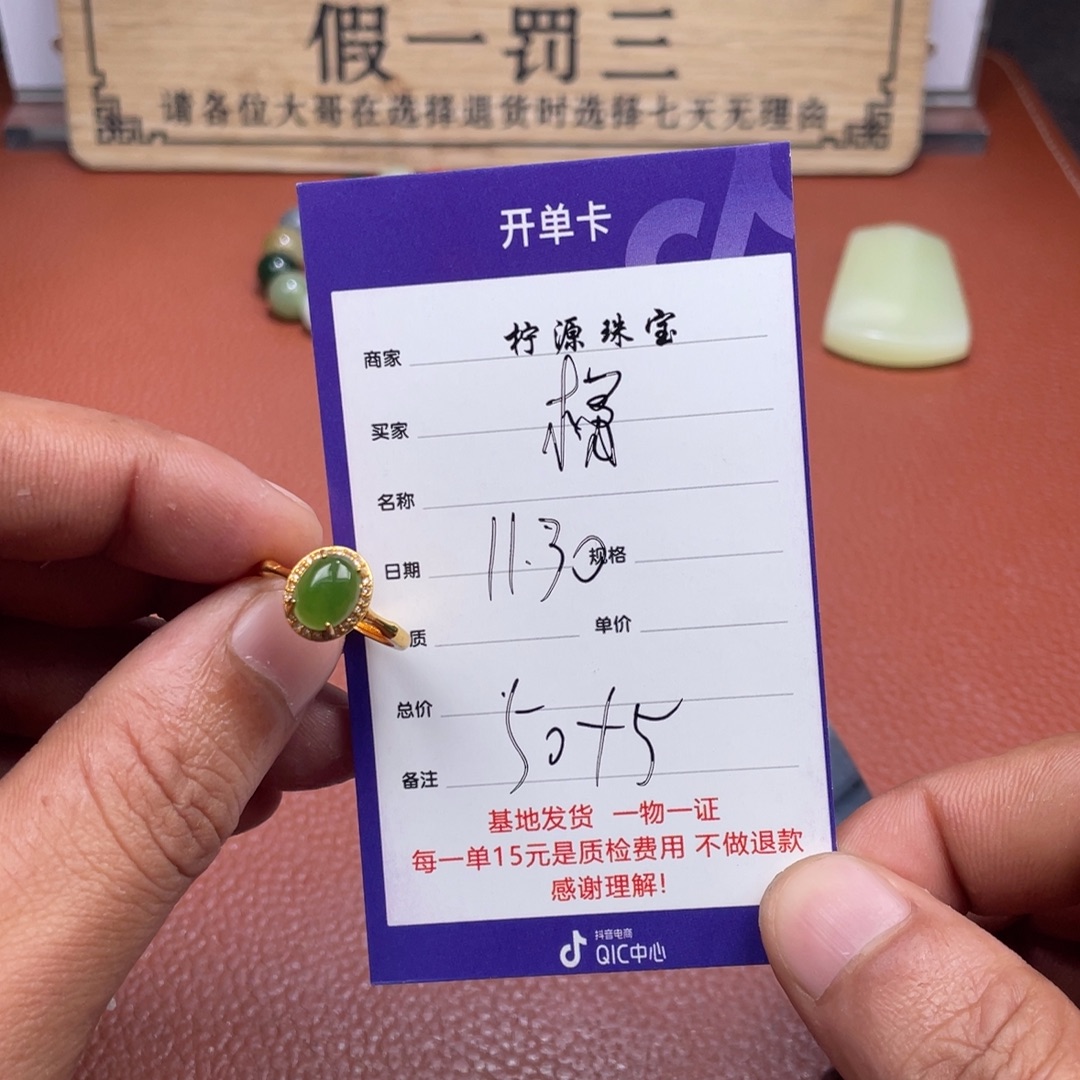 假一罚三
请各位大哥在选择退货时选择七天无理由
开单卡
商家 柠源珠宝
买家 橘
名称
日期 11.30 规格
质 单价
总价
备注
基地发货 一物一证
每一单15元是质检费用 不做退款
感谢理解!
抖音电商
QIC中心